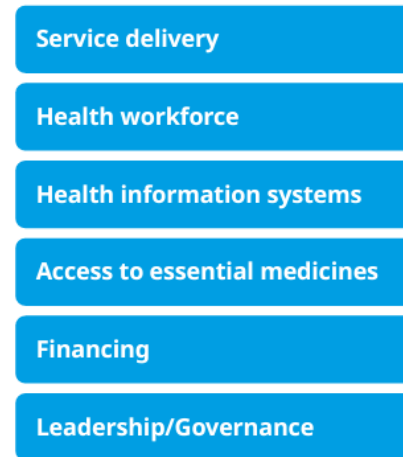 Service delivery
Health workforce
Health information systems
Access to essential medicines
Financing
Leadership/Governance